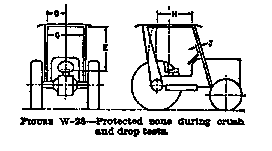 G
H
E
J
FIGURE W-28—Protected zone during crush
and drop tests.